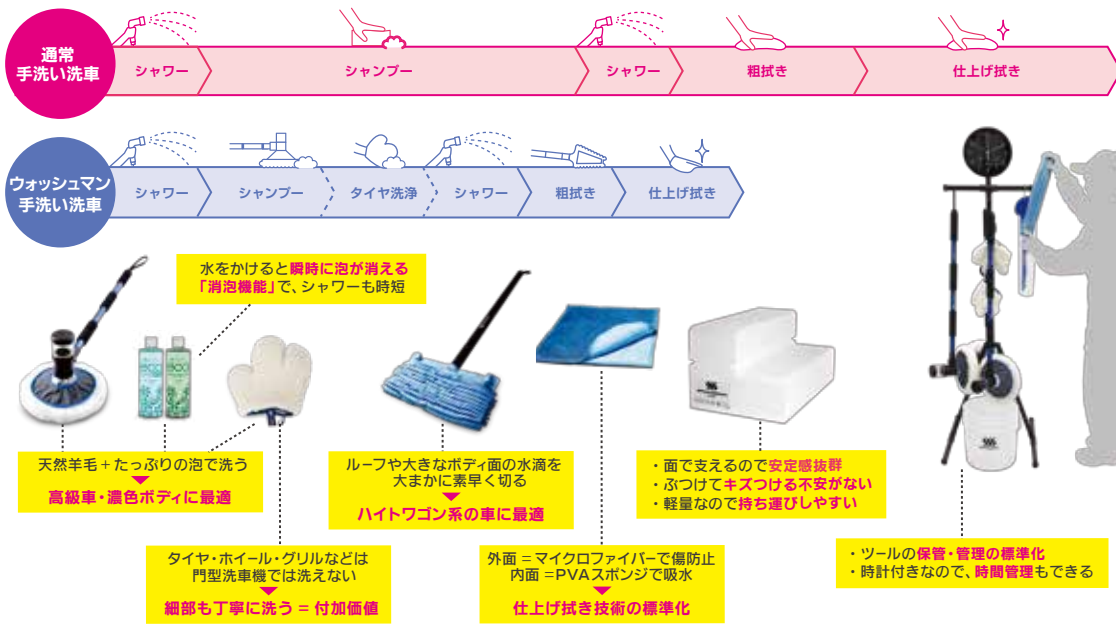 通常
手洗い洗車
シャワー
シャンプー
シャワー
粗拭き
仕上げ拭き
ウォッシュマン
手洗い洗車
シャワー
シャンプー
タイヤ洗浄
シャワー
粗拭き
仕上げ拭き
水をかけると瞬時に泡が消える
「消泡機能」で、シャワーも時短
eco
eco
天然羊毛+たっぷりの泡で洗う
高級車・濃色ボディに最適
タイヤ・ホイール・グリルなどは
門型洗車機では洗えない
細部も丁寧に洗う = 付加価値
ルーフや大きなボディ面の水滴を
大まかに素早く切る
ハイトワゴン系の車に最適
外面 =マイクロファイバーで傷防止
内面 =PVAスポンジで吸水
仕上げ拭き技術の標準化
・面で支えるので安定感抜群
・ぶつけてキズつける不安がない
・軽量なので持ち運びしやすい
・ツールの保管・管理の標準化
・時計付きなので、時間管理もできる